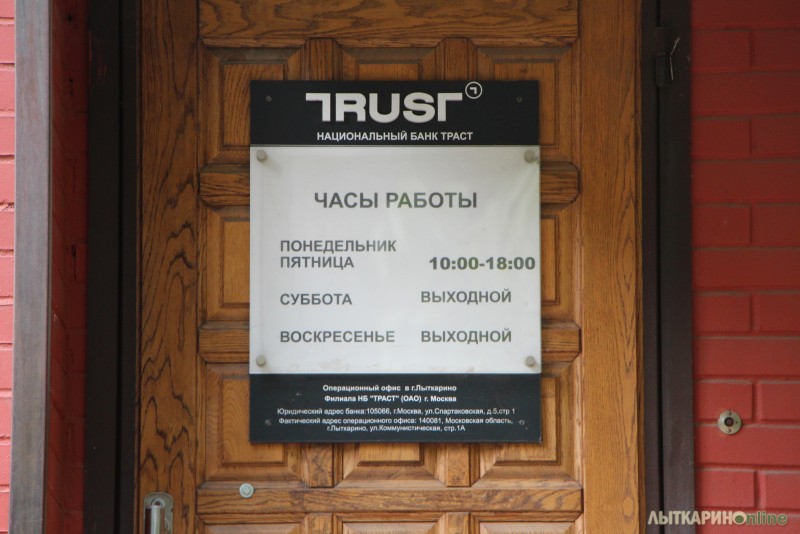 TRUST
НАЦИОНАЛЬНЫЙ БАНК ТРАСТ
ЧАСЫ РАБОТЫ
ПОНЕДЕЛЬНИК
ПЯТНИЦА 10:00-18:00
СУББОТА ВЫХОДНОЙ
ВОСКРЕСЕНЬЕ ВЫХОДНОЙ
Операционный офис в г.Лыткарино
Филиала НБ "ТРАСТ" (ОАО) г. Москва
Юридический адрес банка:105066, г.Москва, ул.Спартаковская, д.5,стр 1
Фактический адрес операционного офиса: 140081, Московская область,
г.Лыткарино, ул.Коммунистическая, стр.1А
ЛЫТКАРИНОonline